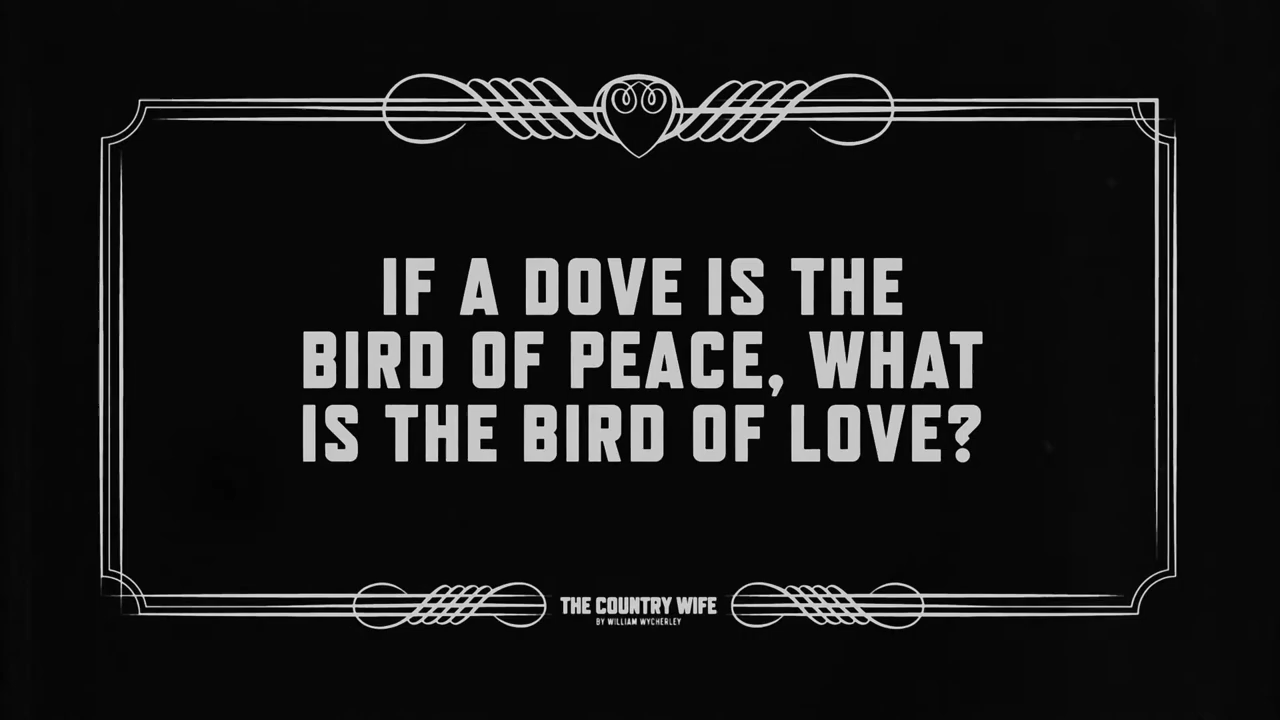 IF A DOVE IS THE
BIRD OF PEACE, WHAT
IS THE BIRD OF LOVE?
THE COUNTRY WIFE
BY WILLIAM WYCHERLEY